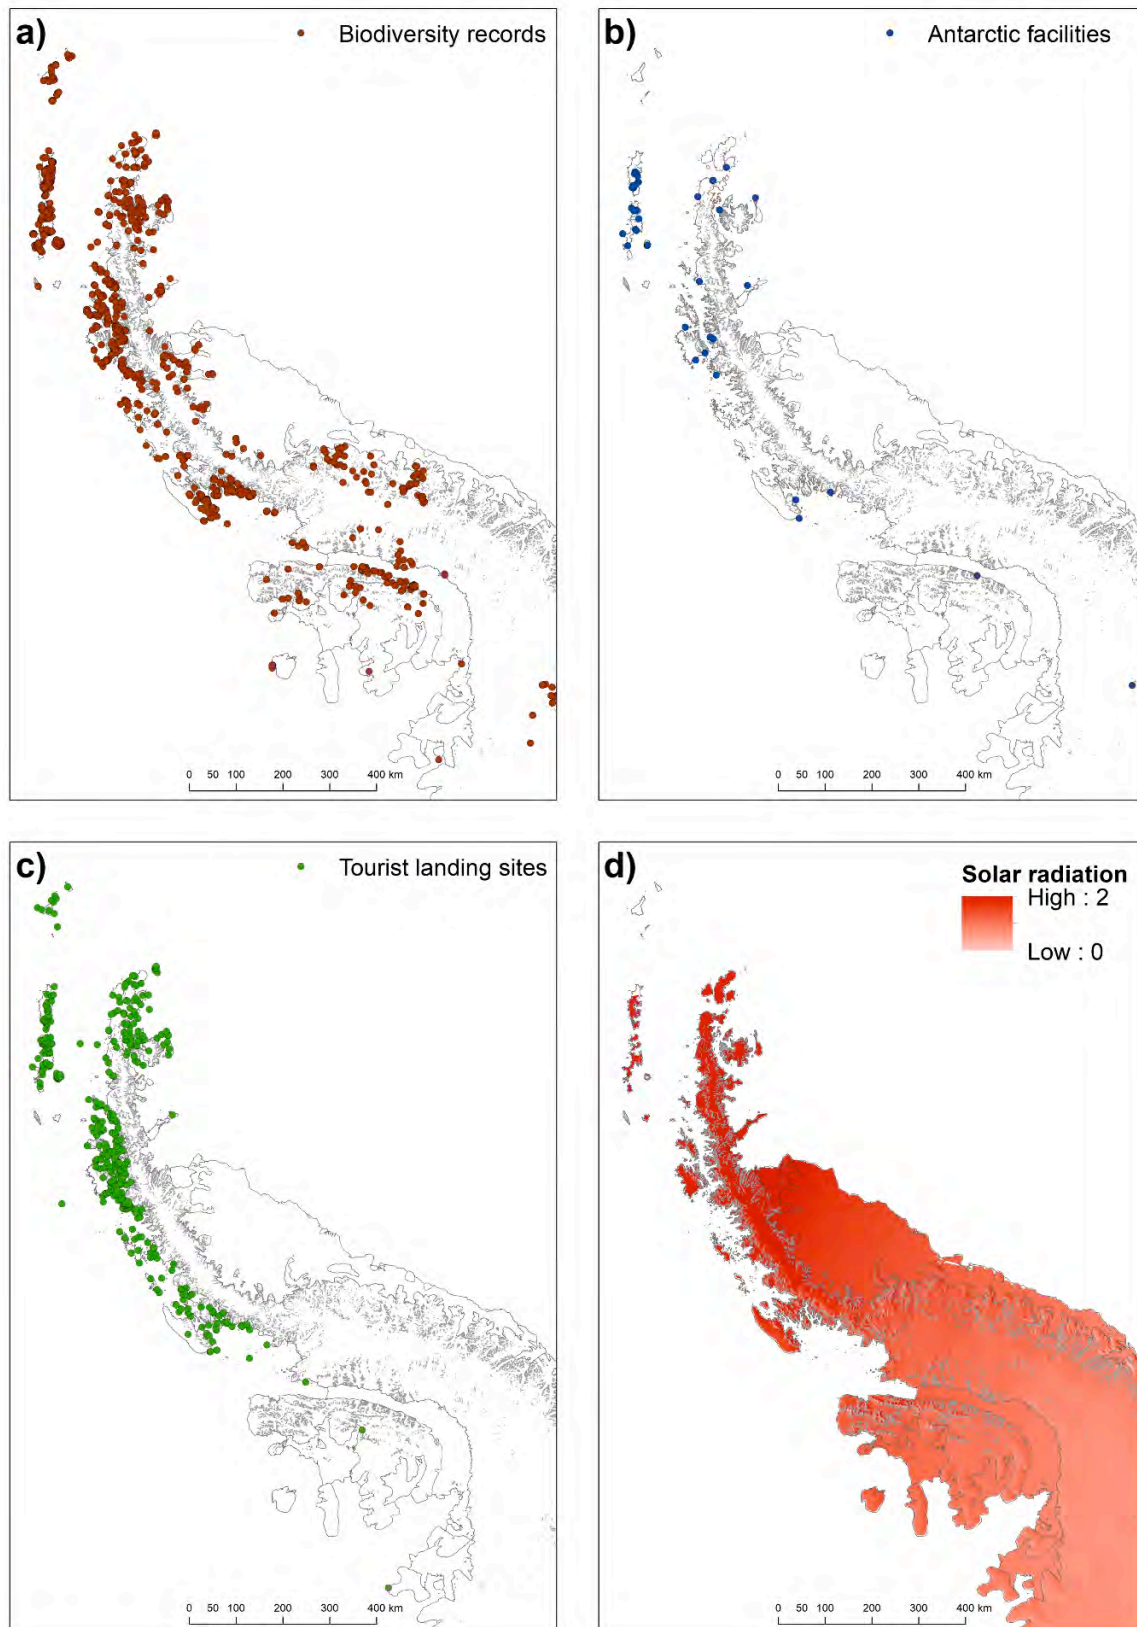 a)
Biodiversity records
0 50 100 200 300 400 km
b)
Antarctic facilities
0 50 100 200 300 400 km
c)
Tourist landing sites
0 50 100 200 300 400 km
d)
Solar radiation
High : 2
Low : 0
0 50 100 200 300 400 km